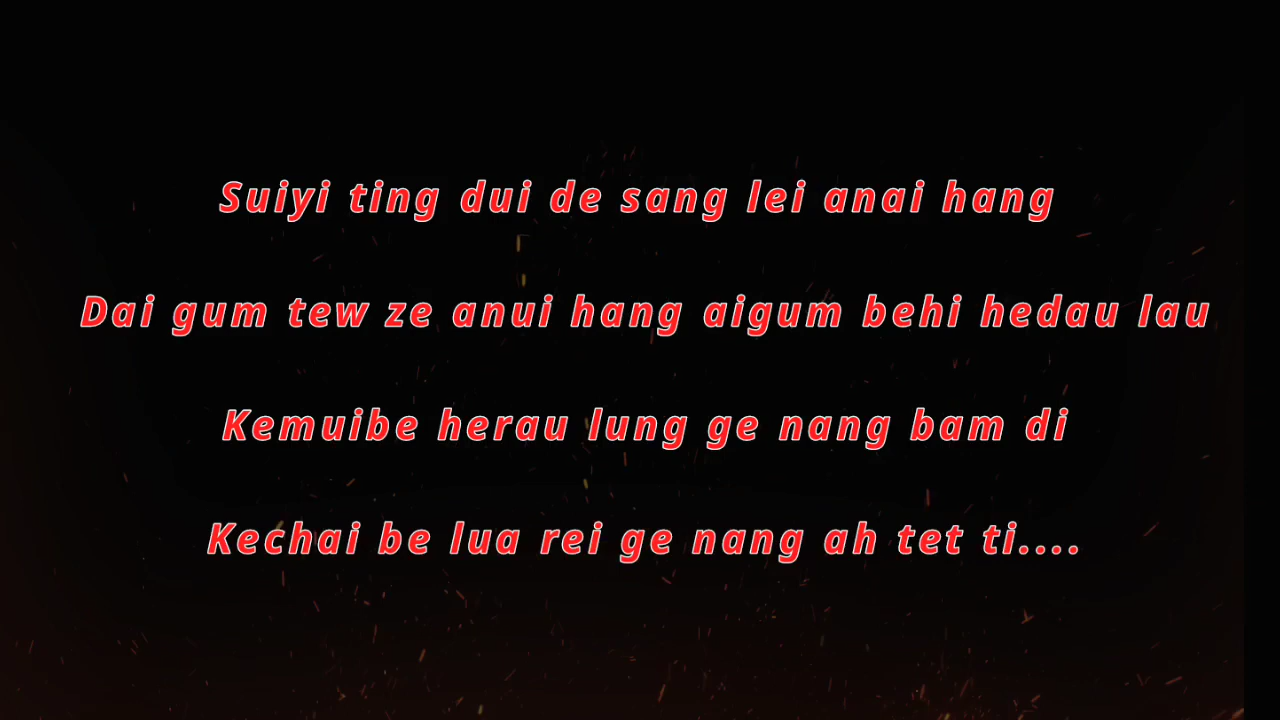 Suiyi ting dui de sang lei anai hang
Dai gum tew ze anui hang aigum behi hedau lau
Kemuibe herau lung ge nang bam di
Kechai be lua rei ge nang ah tet ti....